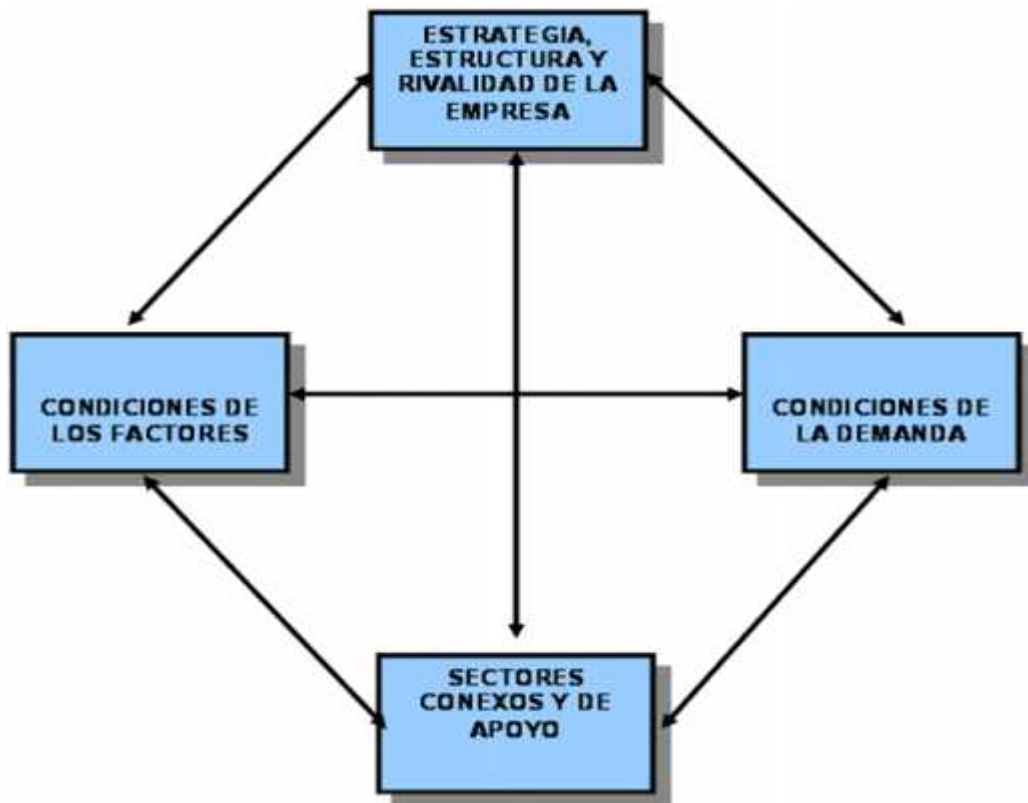 ESTRATEGIA,
ESTRUCTURA Y
RIVALIDAD DE LA
EMPRESA
CONDICIONES DE
LOS FACTORES
CONDICIONES DE
LA DEMANDA
SECTORES
CONEXOS Y DE
APOYO